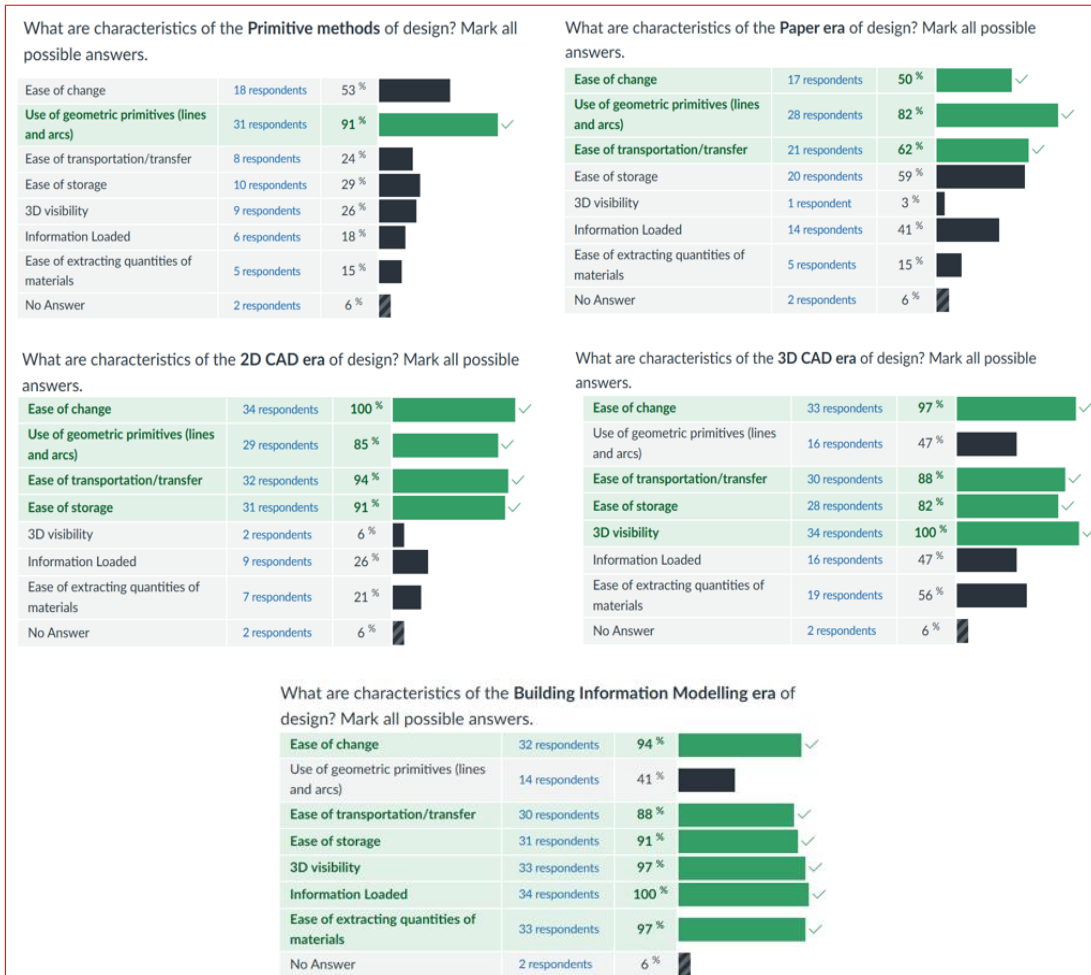 What are characteristics of the Primitive methods of design? Mark all
possible answers.
Ease of change 18 respondents 53 %
Use of geometric primitives (lines
and arcs) 31 respondents 91 %
Ease of transportation/transfer 8 respondents 24 %
Ease of storage 10 respondents 29 %
3D visibility 9 respondents 26 %
Information Loaded 6 respondents 18 %
Ease of extracting quantities of
materials 5 respondents 15 %
No Answer 2 respondents 6 %
What are characteristics of the Paper era of design? Mark all possible
answers.
Ease of change 17 respondents 50 %
Use of geometric primitives (lines
and arcs) 28 respondents 82 %
Ease of transportation/transfer 21 respondents 62 %
Ease of storage 20 respondents 59 %
3D visibility 1 respondent 3 %
Information Loaded 14 respondents 41 %
Ease of extracting quantities of
materials 5 respondents 15 %
No Answer 2 respondents 6 %
What are characteristics of the 2D CAD era of design? Mark all possible
answers.
Ease of change 34 respondents 100 %
Use of geometric primitives (lines
and arcs) 29 respondents 85 %
Ease of transportation/transfer 32 respondents 94 %
Ease of storage 31 respondents 91 %
3D visibility 2 respondents 6 %
Information Loaded 9 respondents 26 %
Ease of extracting quantities of
materials 7 respondents 21 %
No Answer 2 respondents 6 %
What are characteristics of the 3D CAD era of design? Mark all possible
answers.
Ease of change 33 respondents 97 %
Use of geometric primitives (lines
and arcs) 16 respondents 47 %
Ease of transportation/transfer 30 respondents 88 %
Ease of storage 28 respondents 82 %
3D visibility 34 respondents 100 %
Information Loaded 16 respondents 47 %
Ease of extracting quantities of
materials 19 respondents 56 %
No Answer 2 respondents 6 %
What are characteristics of the Building Information Modelling era of
design? Mark all possible answers.
Ease of change 32 respondents 94 %
Use of geometric primitives (lines
and arcs) 14 respondents 41 %
Ease of transportation/transfer 30 respondents 88 %
Ease of storage 31 respondents 91 %
3D visibility 33 respondents 97 %
Information Loaded 34 respondents 100 %
Ease of extracting quantities of
materials 33 respondents 97 %
No Answer 2 respondents 6 %